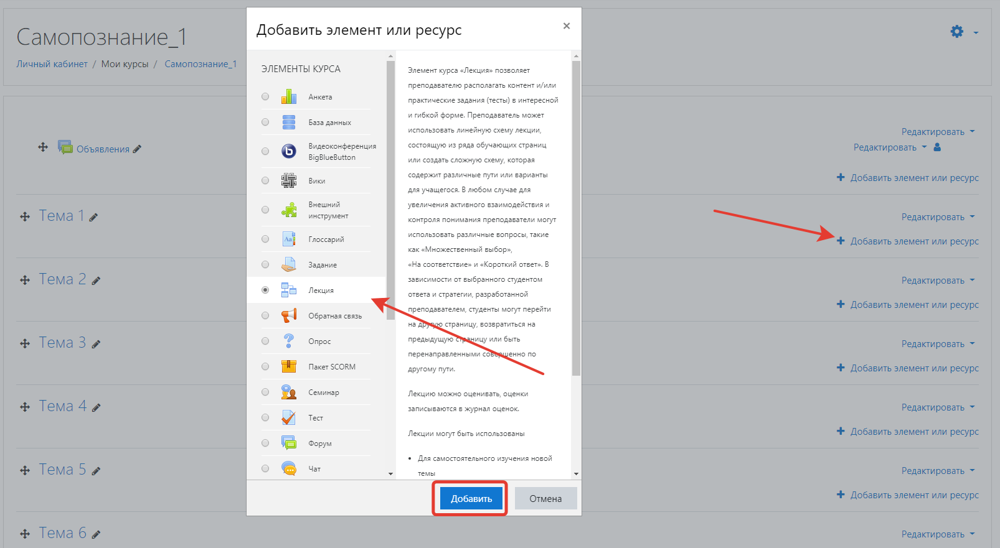 Самопознание_1
Личный кабинет / Мои курсы / Самопознание_1
Объявления
Редактировать
Редактировать
Добавить элемент или ресурс
Тема 1
Редактировать
Добавить элемент или ресурс
Тема 2
Редактировать
Добавить элемент или ресурс
Тема 3
Редактировать
Добавить элемент или ресурс
Тема 4
Редактировать
Добавить элемент или ресурс
Тема 5
Редактировать
Добавить элемент или ресурс
Тема 6
Редактировать
Добавить элемент или ресурс
×
ЭЛЕМЕНТЫ КУРСА
Анкета
База данных
Видеоконференция
BigBlueButton
Вики
Внешний
инструмент
Глоссарий
Задание
Лекция
Обратная связь
Опрос
Пакет SCORM
Семинар
Тест
Форум
Чат
Элемент курса «Лекция» позволяет
преподавателю располагать контент и/или
практические задания (тесты) в интересной
и гибкой форме. Преподаватель может
использовать линейную схему лекции,
состоящую из ряда обучающих страниц
или создать сложную схему, которая
содержит различные пути или варианты
для учащегося. В любом случае для
увеличения активного взаимодействия и
контроля понимания преподаватели могут
использовать различные вопросы, такие
как «Множественный выбор»,
«На соответствие» и «Короткий ответ». В
зависимости от выбранного студентом
ответа и стратегии, разработанной
преподавателем, студенты могут перейти
на другую страницу, возвратиться на
предыдущую страницу или быть
перенаправленными совершенно по
другому пути.
Лекцию можно оценивать, оценки
записываются в журнал оценок.
Лекции могут быть использованы
• Для самостоятельного изучения новой
темы
Добавить
Отмена